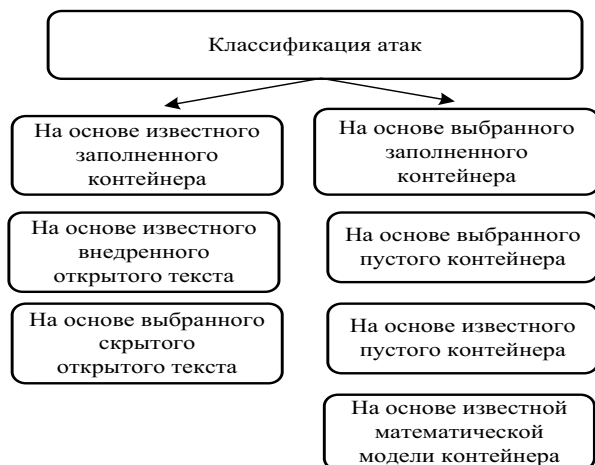 Классификация атак
На основе известного
заполненного
контейнера
На основе известного
внедренного
открытого текста
На основе выбранного
скрытого
открытого текста
На основе выбранного
заполненного
контейнера
На основе выбранного
пустого контейнера
На основе известного
пустого контейнера
На основе известной
математической
модели контейнера